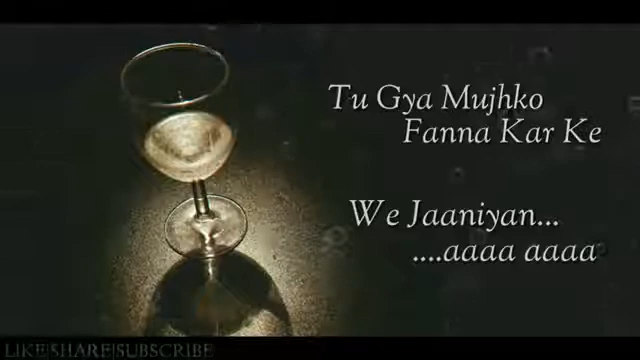 Tu Gya Mujhko
Fanna Kar Ke
We Jaaniyan...
....aaaa aaaa
LIKE|SHARE|SUBSCRIBE